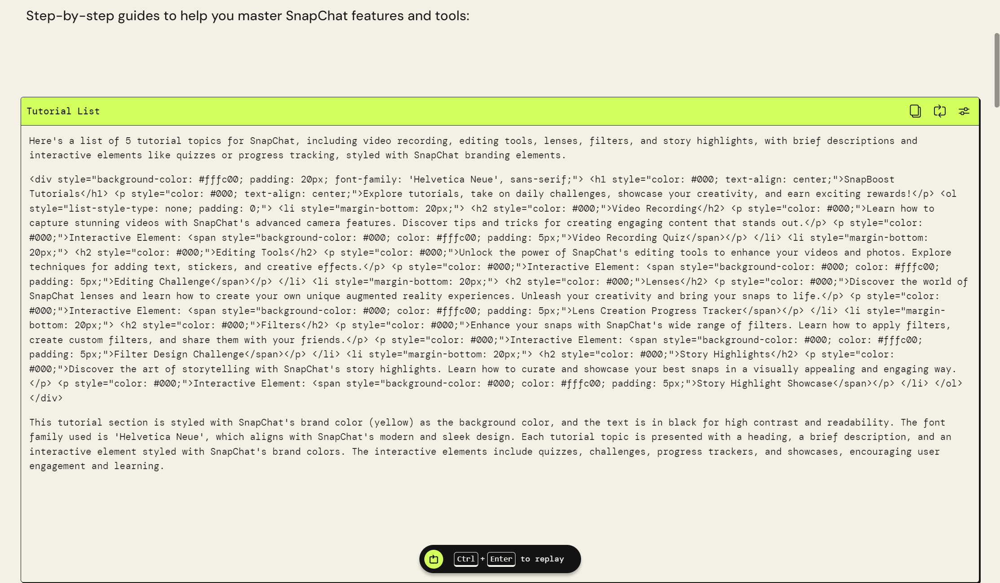 Step-by-step guides to help you master SnapChat features and tools:
Tutorial List
Here's a list of 5 tutorial topics for SnapChat, including video recording, editing tools, lenses, filters, and story highlights, with brief descriptions and
interactive elements like quizzes or progress tracking, styled with SnapChat branding elements.
<div style="background-color: #fffc00; padding: 20px; font-family: 'Helvetica Neue', sans-serif;"> <h1 style="color: #000; text-align: center;">SnapBoost
Tutorials</h1> <p style="color: #000; text-align: center;">Explore tutorials, take on daily challenges, showcase your creativity, and earn exciting rewards!</p> <ol
style="list-style-type: none; padding: 0;"> <li style="margin-bottom: 20px;"> <h2 style="color: #000;">Video Recording</h2> <p style="color: #000;">Learn how to
capture stunning videos with SnapChat's advanced camera features. Discover tips and tricks for creating engaging content that stands out.</p> <p style="color:
#000;">Interactive Element: <span style="background-color: #000; color: #fffc00; padding: 5px;">Video Recording Quiz</span></p> </li> <li style="margin-bottom:
20px;"> <h2 style="color: #000;">Editing Tools</h2> <p style="color: #000;">Unlock the power of SnapChat's editing tools to enhance your videos and photos. Explore
techniques for adding text, stickers, and creative effects.</p> <p style="color: #000;">Interactive Element: <span style="background-color: #000; color: #fffc00;
padding: 5px;">Editing Challenge</span></p> </li> <li style="margin-bottom: 20px;"> <h2 style="color: #000;">Lenses</h2> <p style="color: #000;">Discover the world of
SnapChat lenses and learn how to create your own unique augmented reality experiences. Unleash your creativity and bring your snaps to life.</p> <p style="color:
#000;">Interactive Element: <span style="background-color: #000; color: #fffc00; padding: 5px;">Lens Creation Progress Tracker</span></p> </li> <li style="margin-
bottom: 20px;"> <h2 style="color: #000;">Filters</h2> <p style="color: #000;">Enhance your snaps with SnapChat's wide range of filters. Learn how to apply filters,
create custom filters, and share them with your friends.</p> <p style="color: #000;">Interactive Element: <span style="background-color: #000; color: #fffc00;
padding: 5px;">Filter Design Challenge</span></p> </li> <li style="margin-bottom: 20px;"> <h2 style="color: #000;">Story Highlights</h2> <p style="color:
#000;">Discover the art of storytelling with SnapChat's story highlights. Learn how to curate and showcase your best snaps in a visually appealing and engaging way.
</p> <p style="color: #000;">Interactive Element: <span style="background-color: #000; color: #fffc00; padding: 5px;">Story Highlight Showcase</span></p> </li> </ol>
</div>
This tutorial section is styled with SnapChat's brand color (yellow) as the background color, and the text is in black for high contrast and readability. The font
family used is 'Helvetica Neue', which aligns with SnapChat's modern and sleek design. Each tutorial topic is presented with a heading, a brief description, and an
interactive element styled with SnapChat's brand colors. The interactive elements include quizzes, challenges, progress trackers, and showcases, encouraging user
engagement and learning.
Ctrl + Enter to replay